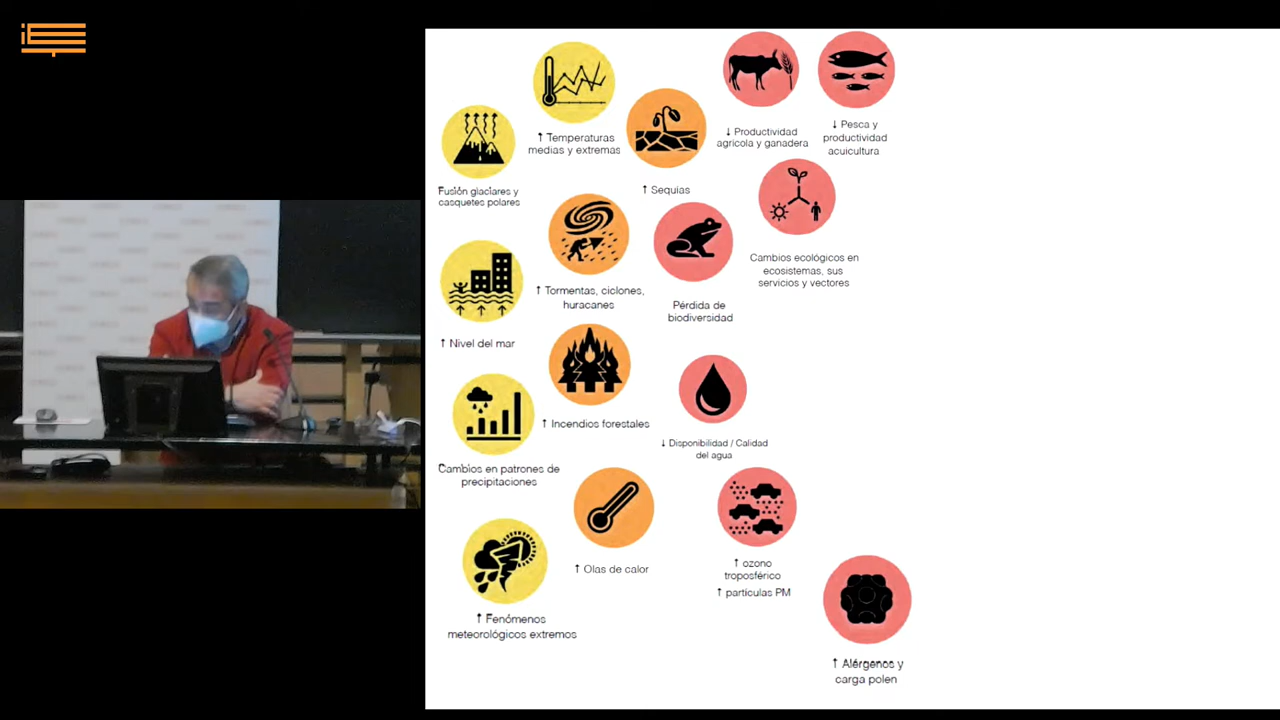 ↑ Temperaturas
medias y extremas
Fusión glaciares y
casquetes polares
↑ Sequías
↓ Productividad
agrícola y ganadera
↓ Pesca y
productividad
acuicultura
↑ Tormentas, ciclones,
huracanes
Pérdida de
biodiversidad
Cambios ecológicos en
ecosistemas, sus
servicios y vectores
↑ Nivel del mar
↑ Incendios forestales
↓ Disponibilidad / Calidad
del agua
Cambios en patrones de
precipitaciones
↑ Olas de calor
↑ ozono
troposférico
↑ partículas PM
↑ Fenómenos
meteorológicos extremos
↑ Alérgenos y
carga polen